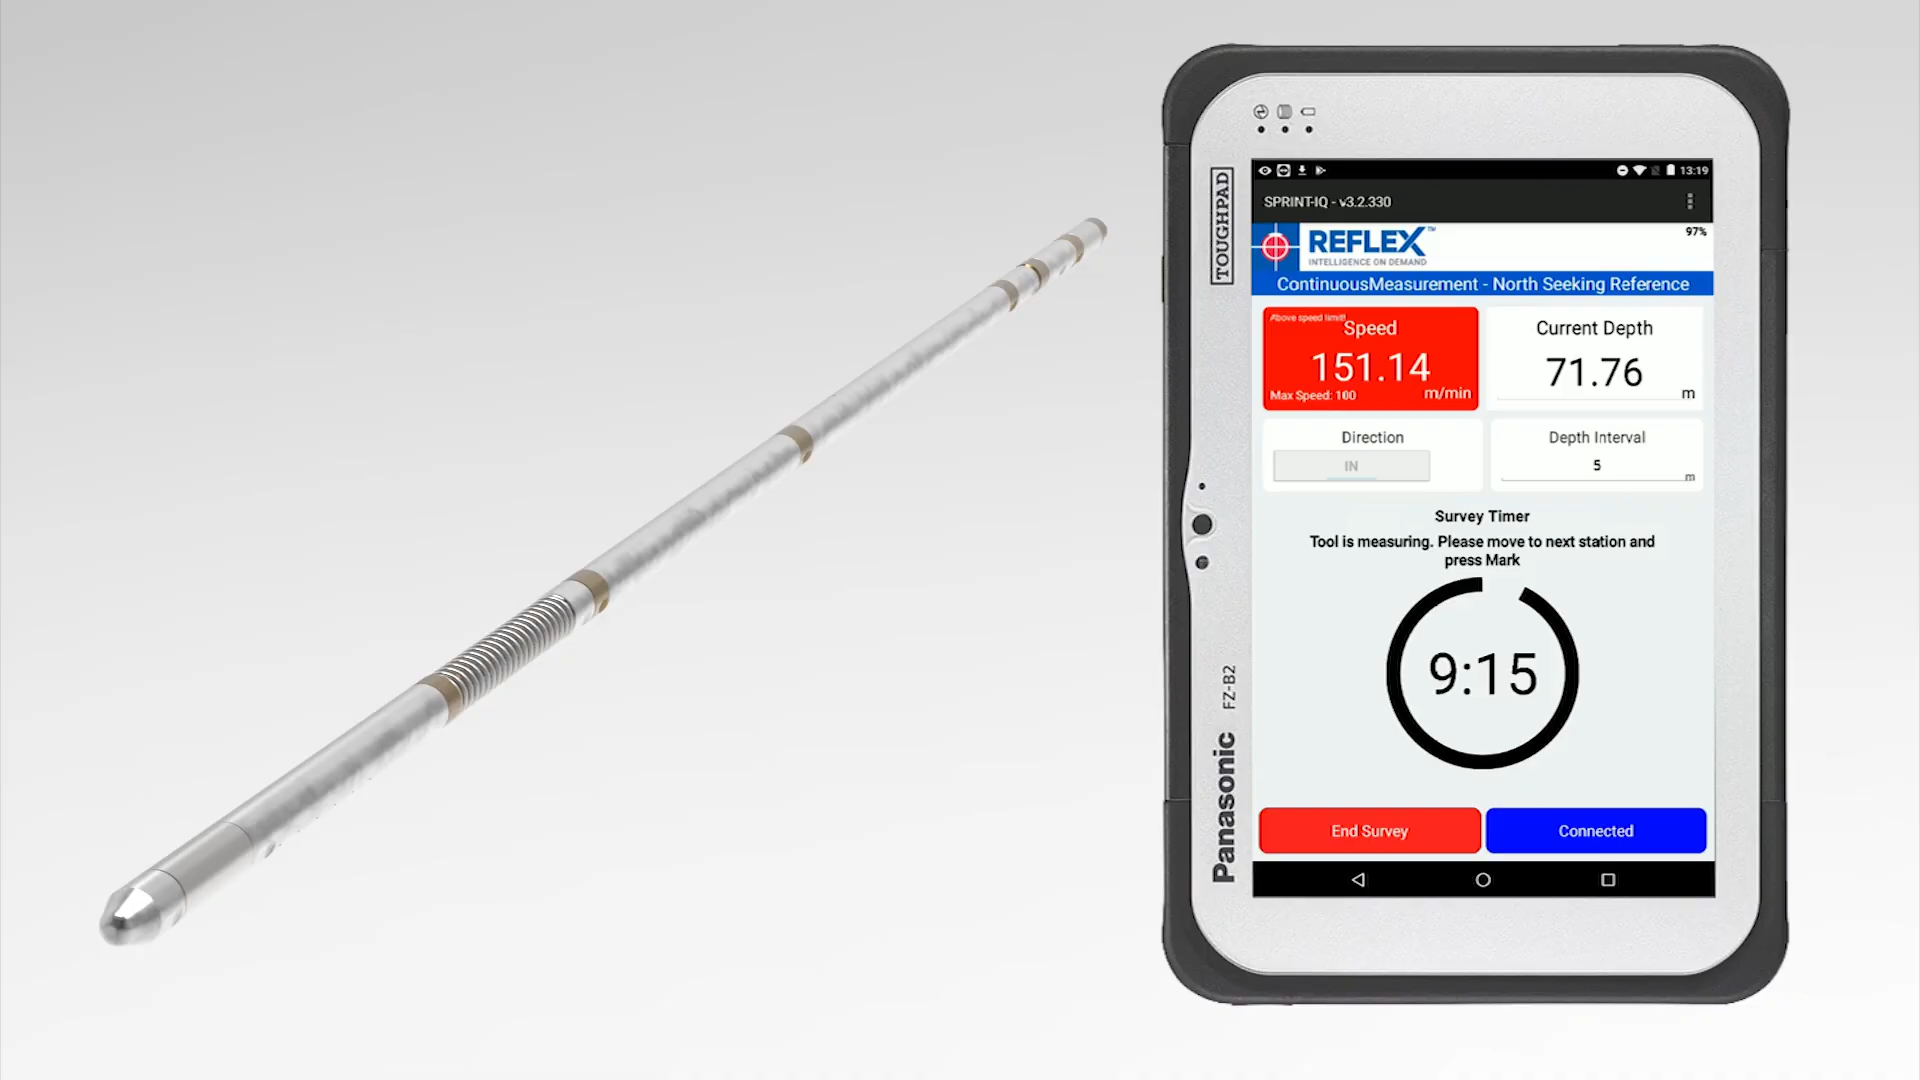 TOUGHPAD
Panasonic FZ-B2
13:19
SPRINT-IQ - v3.2.330
97%
REFLEX™
INTELLIGENCE ON DEMAND
ContinuousMeasurement - North Seeking Reference
Above speed limit!
Speed
151.14
Max Speed: 100 m/min
Current Depth
71.76
m
Direction
IN
Depth Interval
5
m
Survey Timer
Tool is measuring. Please move to next station and
press Mark
9:15
End Survey
Connected